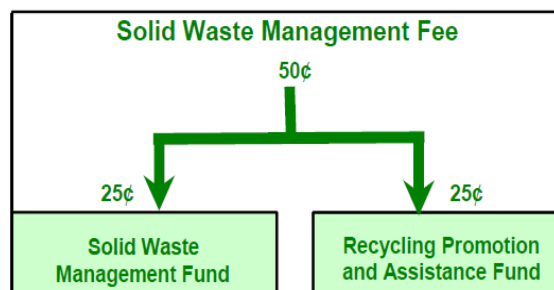 Solid Waste Management Fee
50¢
25¢ 25¢
Solid Waste
Management Fund
Recycling Promotion
and Assistance Fund